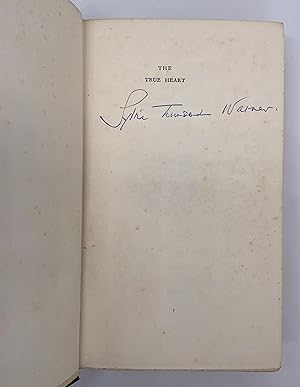 THE
TRUE HEART
Sylvia Townsend Warner.